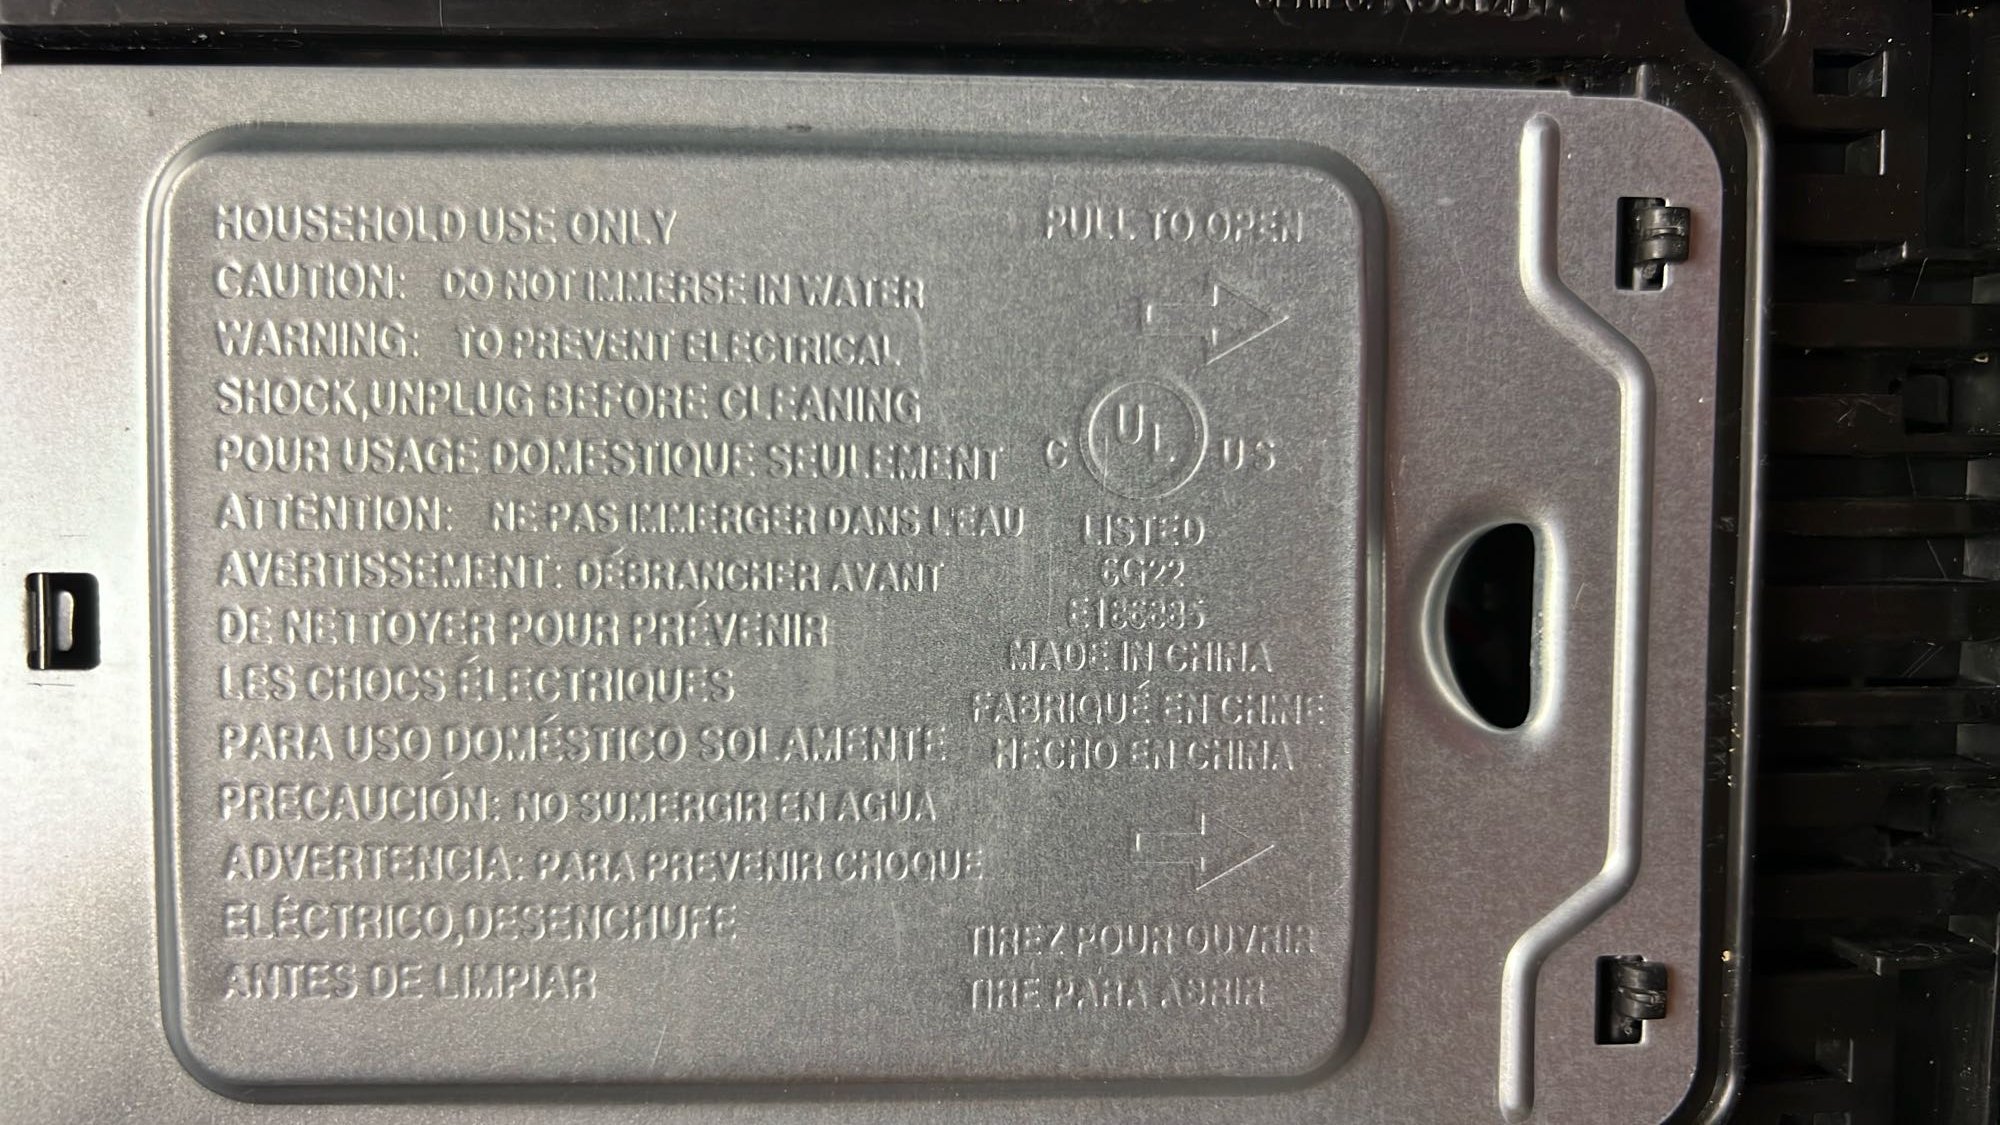 HOUSEHOLD USE ONLY
CAUTION: DO NOT IMMERSE IN WATER
WARNING: TO PREVENT ELECTRICAL
SHOCK,UNPLUG BEFORE CLEANING
POUR USAGE DOMESTIQUE SEULEMENT
ATTENTION: NE PAS IMMERGER DANS L'EAU
AVERTISSEMENT: DÉBRANCHER AVANT
DE NETTOYER POUR PRÉVENIR
LES CHOCS ÉLECTRIQUES
PARA USO DOMÉSTICO SOLAMENTE
PRECAUCIÓN: NO SUMERGIR EN AGUA
ADVERTENCIA: PARA PREVENIR CHOQUE
ELÉCTRICO,DESENCHUFE
ANTES DE LIMPIAR
PULL TO OPEN
C UL US
LISTED
6G22
MADE IN CHINA
FABRIQUÉ EN CHINE
HECHO EN CHINA
TIREZ POUR OUVRIR
TIRE PARA ABRIR